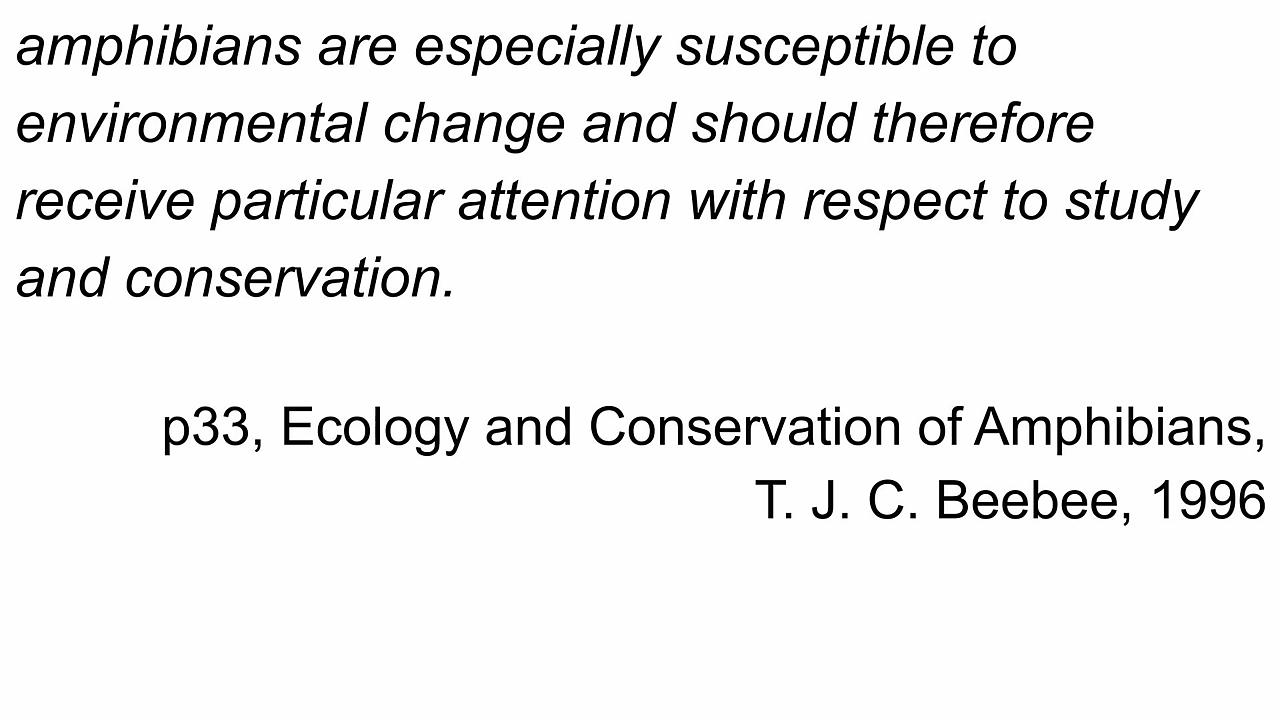 amphibians are especially susceptible to
environmental change and should therefore
receive particular attention with respect to study
and conservation.
p33, Ecology and Conservation of Amphibians,
T. J. C. Beebee, 1996